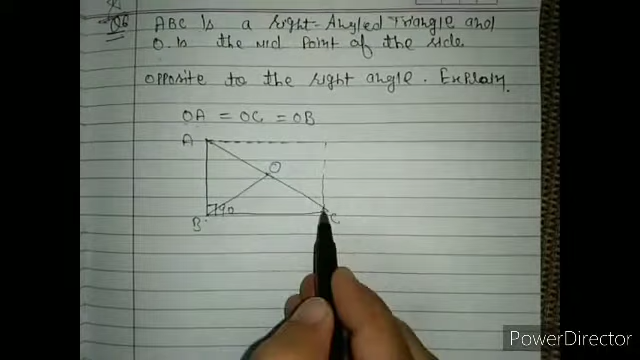 Q6 ABC Is a right-Angled Triangle and
O. is the mid Point of the side
opposite to the right angle. Explain
OA = OC = OB
A
O
90
B
C
PowerDirector